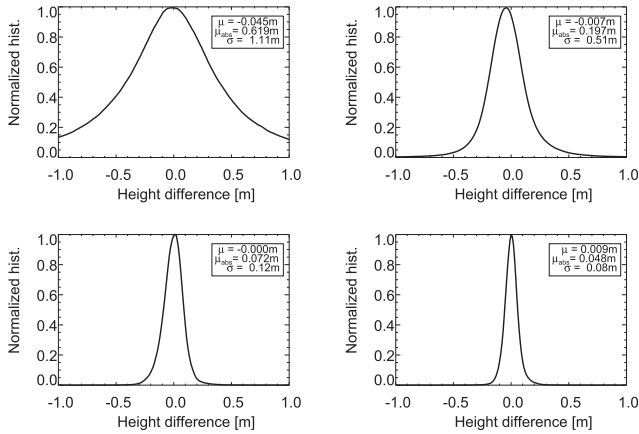 Normalized hist.
1.0
0.8
0.6
0.4
0.2
0.0
μ = -0.045m
μabs= 0.619m
σ = 1.11m
-1.0 -0.5 0.0 0.5 1.0
Height difference [m]
Normalized hist.
1.0
0.8
0.6
0.4
0.2
0.0
μ = -0.007m
μabs= 0.197m
σ = 0.51m
-1.0 -0.5 0.0 0.5 1.0
Height difference [m]
Normalized hist.
1.0
0.8
0.6
0.4
0.2
0.0
μ = -0.000m
μabs= 0.072m
σ = 0.12m
-1.0 -0.5 0.0 0.5 1.0
Height difference [m]
Normalized hist.
1.0
0.8
0.6
0.4
0.2
0.0
μ = 0.009m
μabs= 0.048m
σ = 0.08m
-1.0 -0.5 0.0 0.5 1.0
Height difference [m]